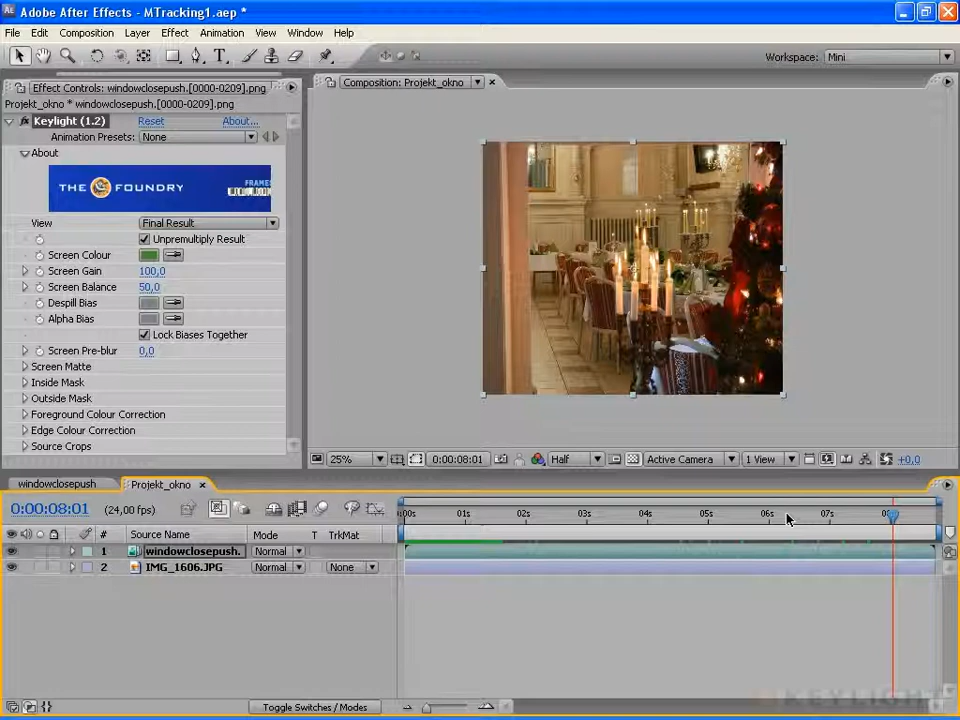 Adobe After Effects - MTracking1.aep *
File Edit Composition Layer Effect Animation View Window Help
Workspace: Mini
Effect Controls: windowclosepush.[0000-0209].png
Projekt_okno * windowclosepush.[0000-0209].png
Keylight (1.2) Reset About...
Animation Presets: None
About
THE FOUNDRY
View Final Result
Unpremultiply Result
Screen Colour
Screen Gain 100,0
Screen Balance 50,0
Despill Bias
Alpha Bias
Lock Biases Together
Screen Pre-blur 0,0
Screen Matte
Inside Mask
Outside Mask
Foreground Colour Correction
Edge Colour Correction
Source Crops
Composition: Projekt_okno
25% 0:00:08:01 Half Active Camera 1 View +0,0
windowclosepush Projekt_okno
0:00:08:01 (24,00 fps)
:00s 01s 02s 03s 04s 05s 06s 07s
# Source Name Mode T TrkMat
1 windowclosepush. Normal
2 IMG_1606.JPG Normal None
Toggle Switches / Modes
KEYLIGHT